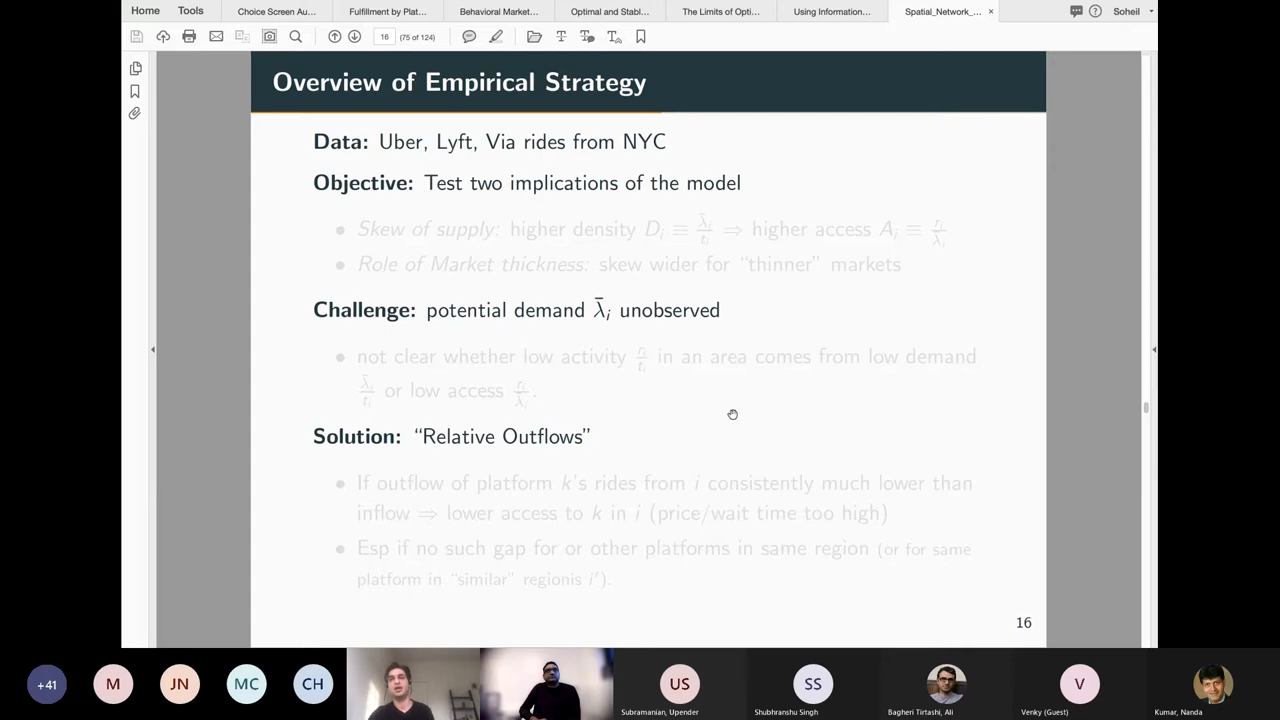 Home Tools Choice Screen Au... Fulfillment by Plat... Behavioral Market... Optimal and Stabl... The Limits of Opti... Using Information... Spatial_Network_... × Soheil
16 (75 of 124)
Overview of Empirical Strategy
Data: Uber, Lyft, Via rides from NYC
Objective: Test two implications of the model
• Skew of supply: higher density D_i ≡ λ̄_i/t_i ⇒ higher access A_i ≡ r_i/λ̄_i
• Role of Market thickness: skew wider for “thinner” markets
Challenge: potential demand λ̄_i unobserved
• not clear whether low activity r_i/t_i in an area comes from low demand
λ̄_i/t_i or low access r_i/λ̄_i.
Solution: “Relative Outflows”
• If outflow of platform k’s rides from i consistently much lower than
inflow ⇒ lower access to k in i (price/wait time too high)
• Esp if no such gap for or other platforms in same region (or for same
platform in “similar” regionis i′).
16
+41 M JN MC CH US SS V
Subramanian, Upender Shubhranshu Singh Bagheri Tirtashi, Ali Venky (Guest) Kumar, Nanda